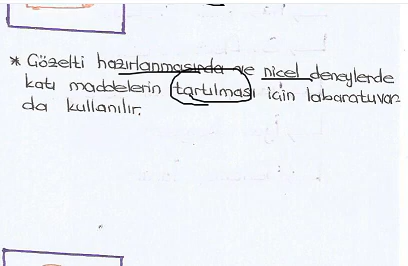 * Çözelti hazırlanmasında ve nicel deneylerde
katı maddelerin tartılması için labaratuvar
da kullanılır.